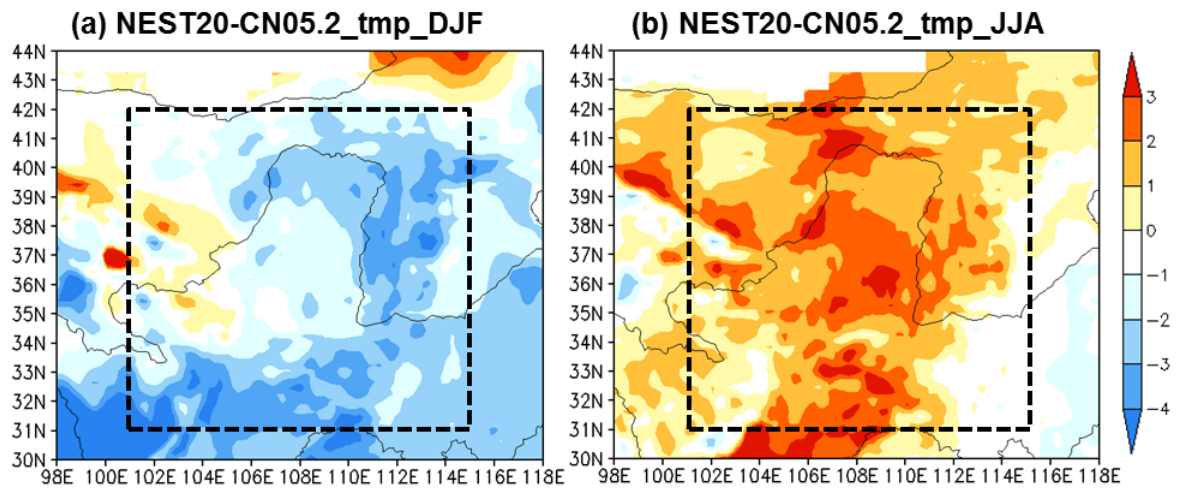 (a) NEST20-CN05.2_tmp_DJF
(b) NEST20-CN05.2_tmp_JJA
44N
43N
42N
41N
40N
39N
38N
37N
36N
35N
34N
33N
32N
31N
30N
98E 100E 102E 104E 106E 108E 110E 112E 114E 116E 118E
44N
43N
42N
41N
40N
39N
38N
37N
36N
35N
34N
33N
32N
31N
30N
98E 100E 102E 104E 106E 108E 110E 112E 114E 116E 118E
3
2
1
0
−1
−2
−3
−4